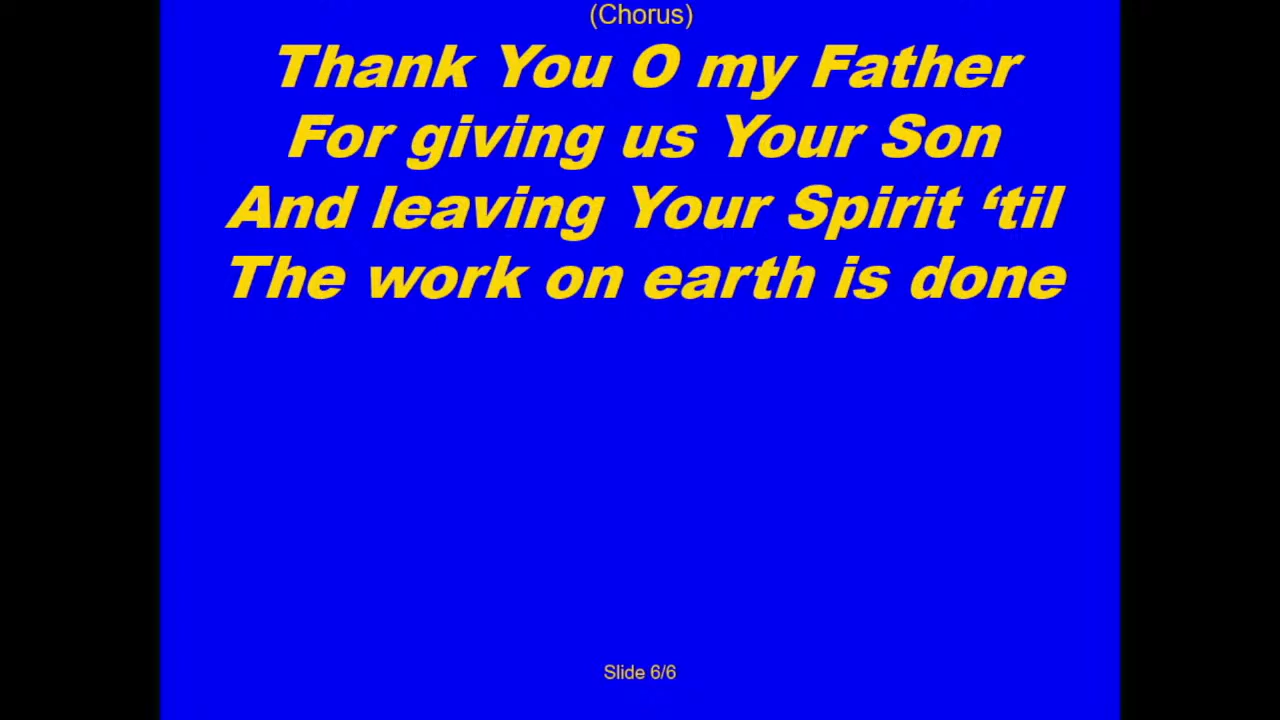 (Chorus)
Thank You O my Father
For giving us Your Son
And leaving Your Spirit ‘til
The work on earth is done
Slide 6/6